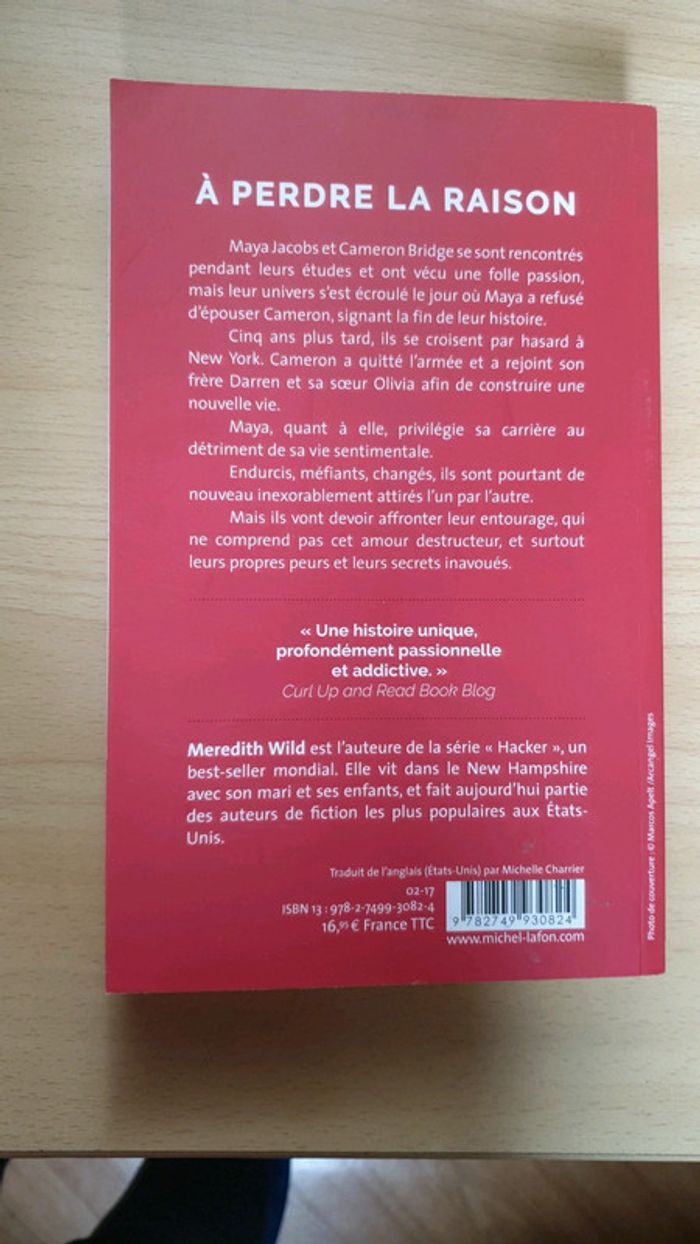 À PERDRE LA RAISON
Maya Jacobs et Cameron Bridge se sont rencontrés
pendant leurs études et ont vécu une folle passion,
mais leur univers s'est écroulé le jour où Maya a refusé
d'épouser Cameron, signant la fin de leur histoire.
Cinq ans plus tard, ils se croisent par hasard à
New York. Cameron a quitté l'armée et a rejoint son
frère Darren et sa sœur Olivia afin de construire une
nouvelle vie.
Maya, quant à elle, privilégie sa carrière au
détriment de sa vie sentimentale.
Endurcis, méfiants, changés, ils sont pourtant de
nouveau inexorablement attirés l'un par l'autre.
Mais ils vont devoir affronter leur entourage, qui
ne comprend pas cet amour destructeur, et surtout
leurs propres peurs et leurs secrets inavoués.
« Une histoire unique,
profondément passionnelle
et addictive. »
Curl Up and Read Book Blog
Meredith Wild est l'auteure de la série « Hacker », un
best-seller mondial. Elle vit dans le New Hampshire
avec son mari et ses enfants, et fait aujourd'hui partie
des auteurs de fiction les plus populaires aux États-
Unis.
Traduit de l'anglais (États-Unis) par Michelle Charrier
02-17
ISBN 13 : 978-2-7499-3082-4
16,95 € France TTC
9 782749 930824
www.michel-lafon.com
Photo de couverture : © Marcos Apelt /Arcangel Images